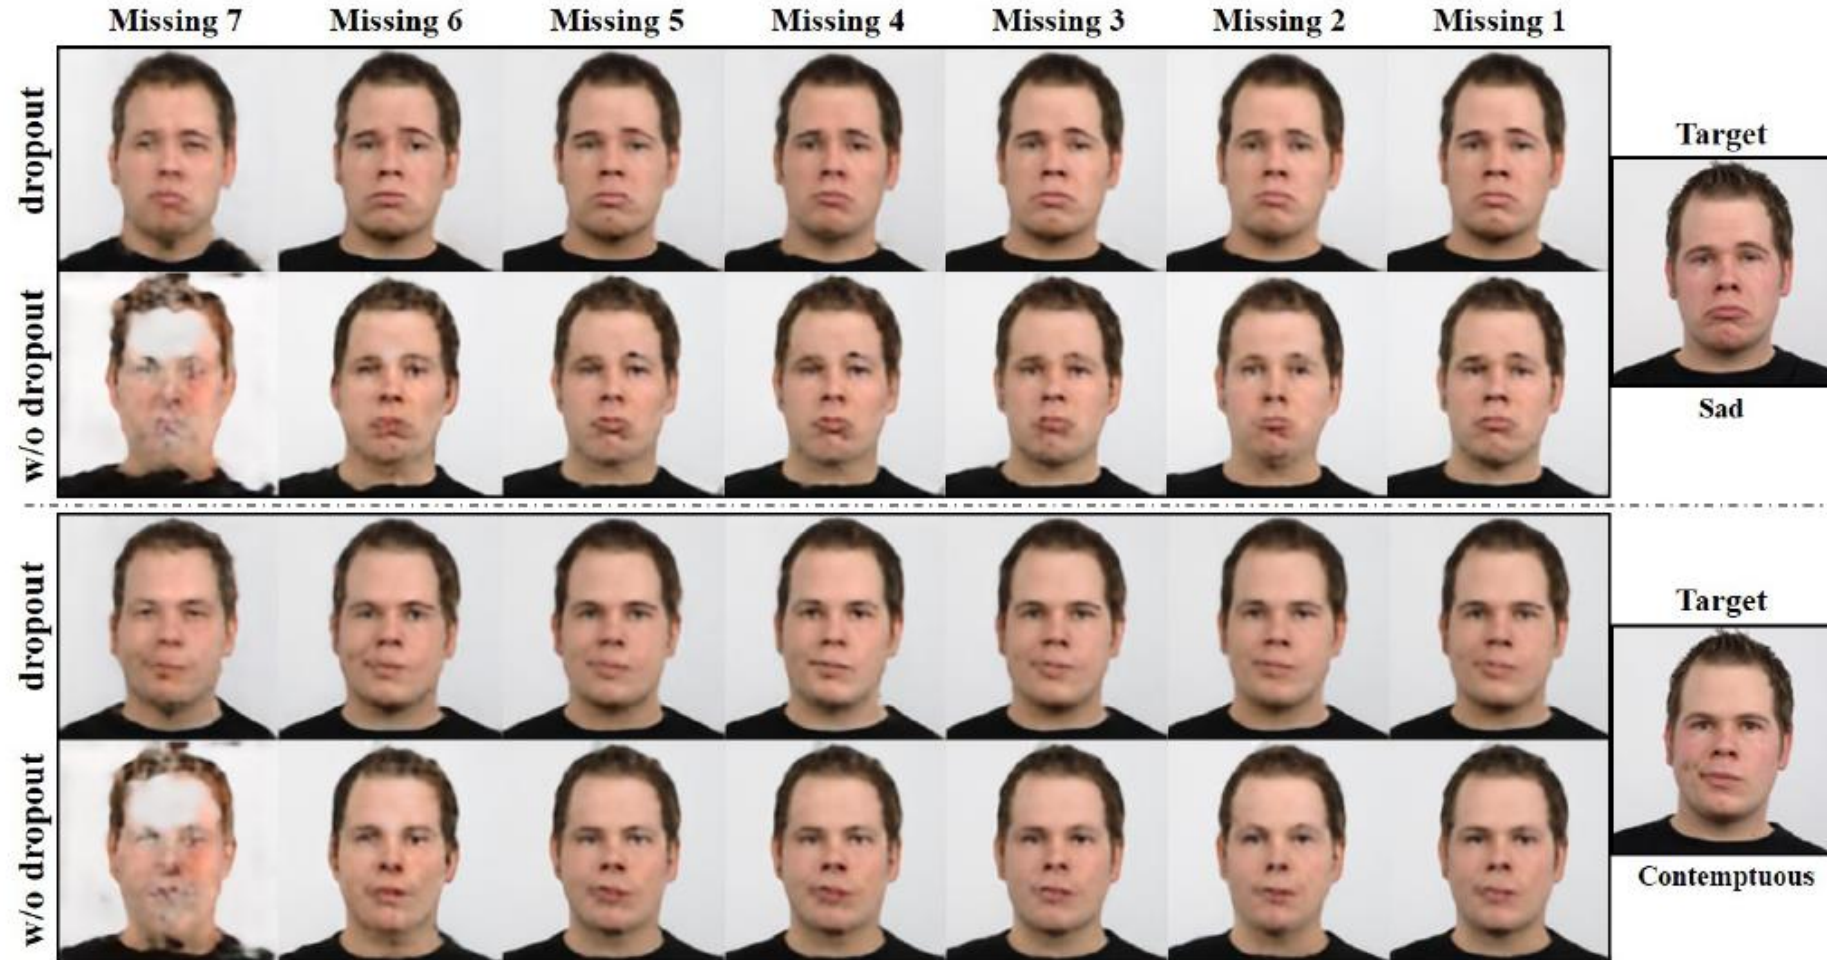 Missing 7 Missing 6 Missing 5 Missing 4 Missing 3 Missing 2 Missing 1
dropout
Target
w/o dropout
Sad
dropout
Target
w/o dropout
Contemptuous